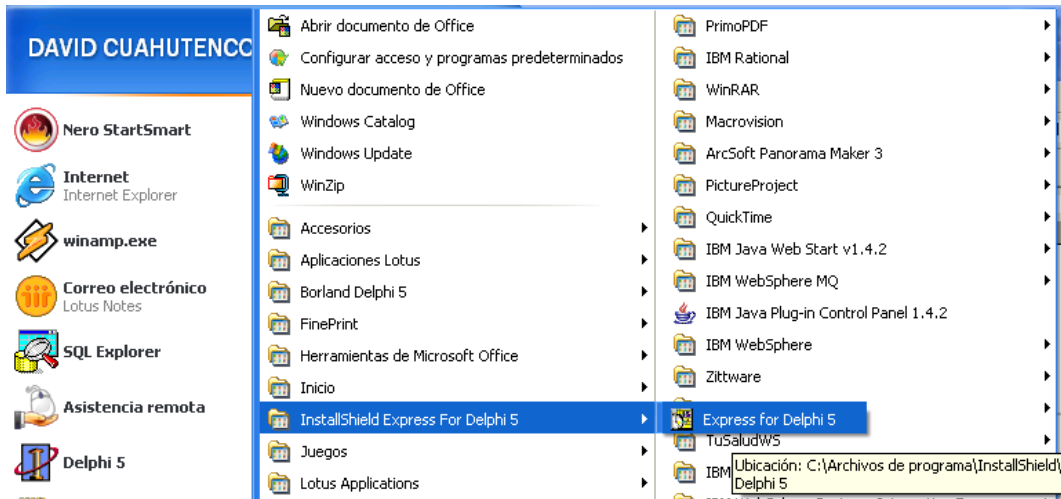 DAVID CUAHUTENCO
Nero StartSmart
Internet
Internet Explorer
winamp.exe
Correo electrónico
Lotus Notes
SQL Explorer
Asistencia remota
Delphi 5
Abrir documento de Office
Configurar acceso y programas predeterminados
Nuevo documento de Office
Windows Catalog
Windows Update
WinZip
Accesorios
Aplicaciones Lotus
Borland Delphi 5
FinePrint
Herramientas de Microsoft Office
Inicio
InstallShield Express For Delphi 5
Juegos
Lotus Applications
PrimoPDF
IBM Rational
WinRAR
Macrovision
ArcSoft Panorama Maker 3
PictureProject
QuickTime
IBM Java Web Start v1.4.2
IBM WebSphere MQ
IBM Java Plug-in Control Panel 1.4.2
IBM WebSphere
Zittware
Express for Delphi 5
TuSaludWS
IBM
Ubicación: C:\Archivos de programa\InstallShield\
Delphi 5